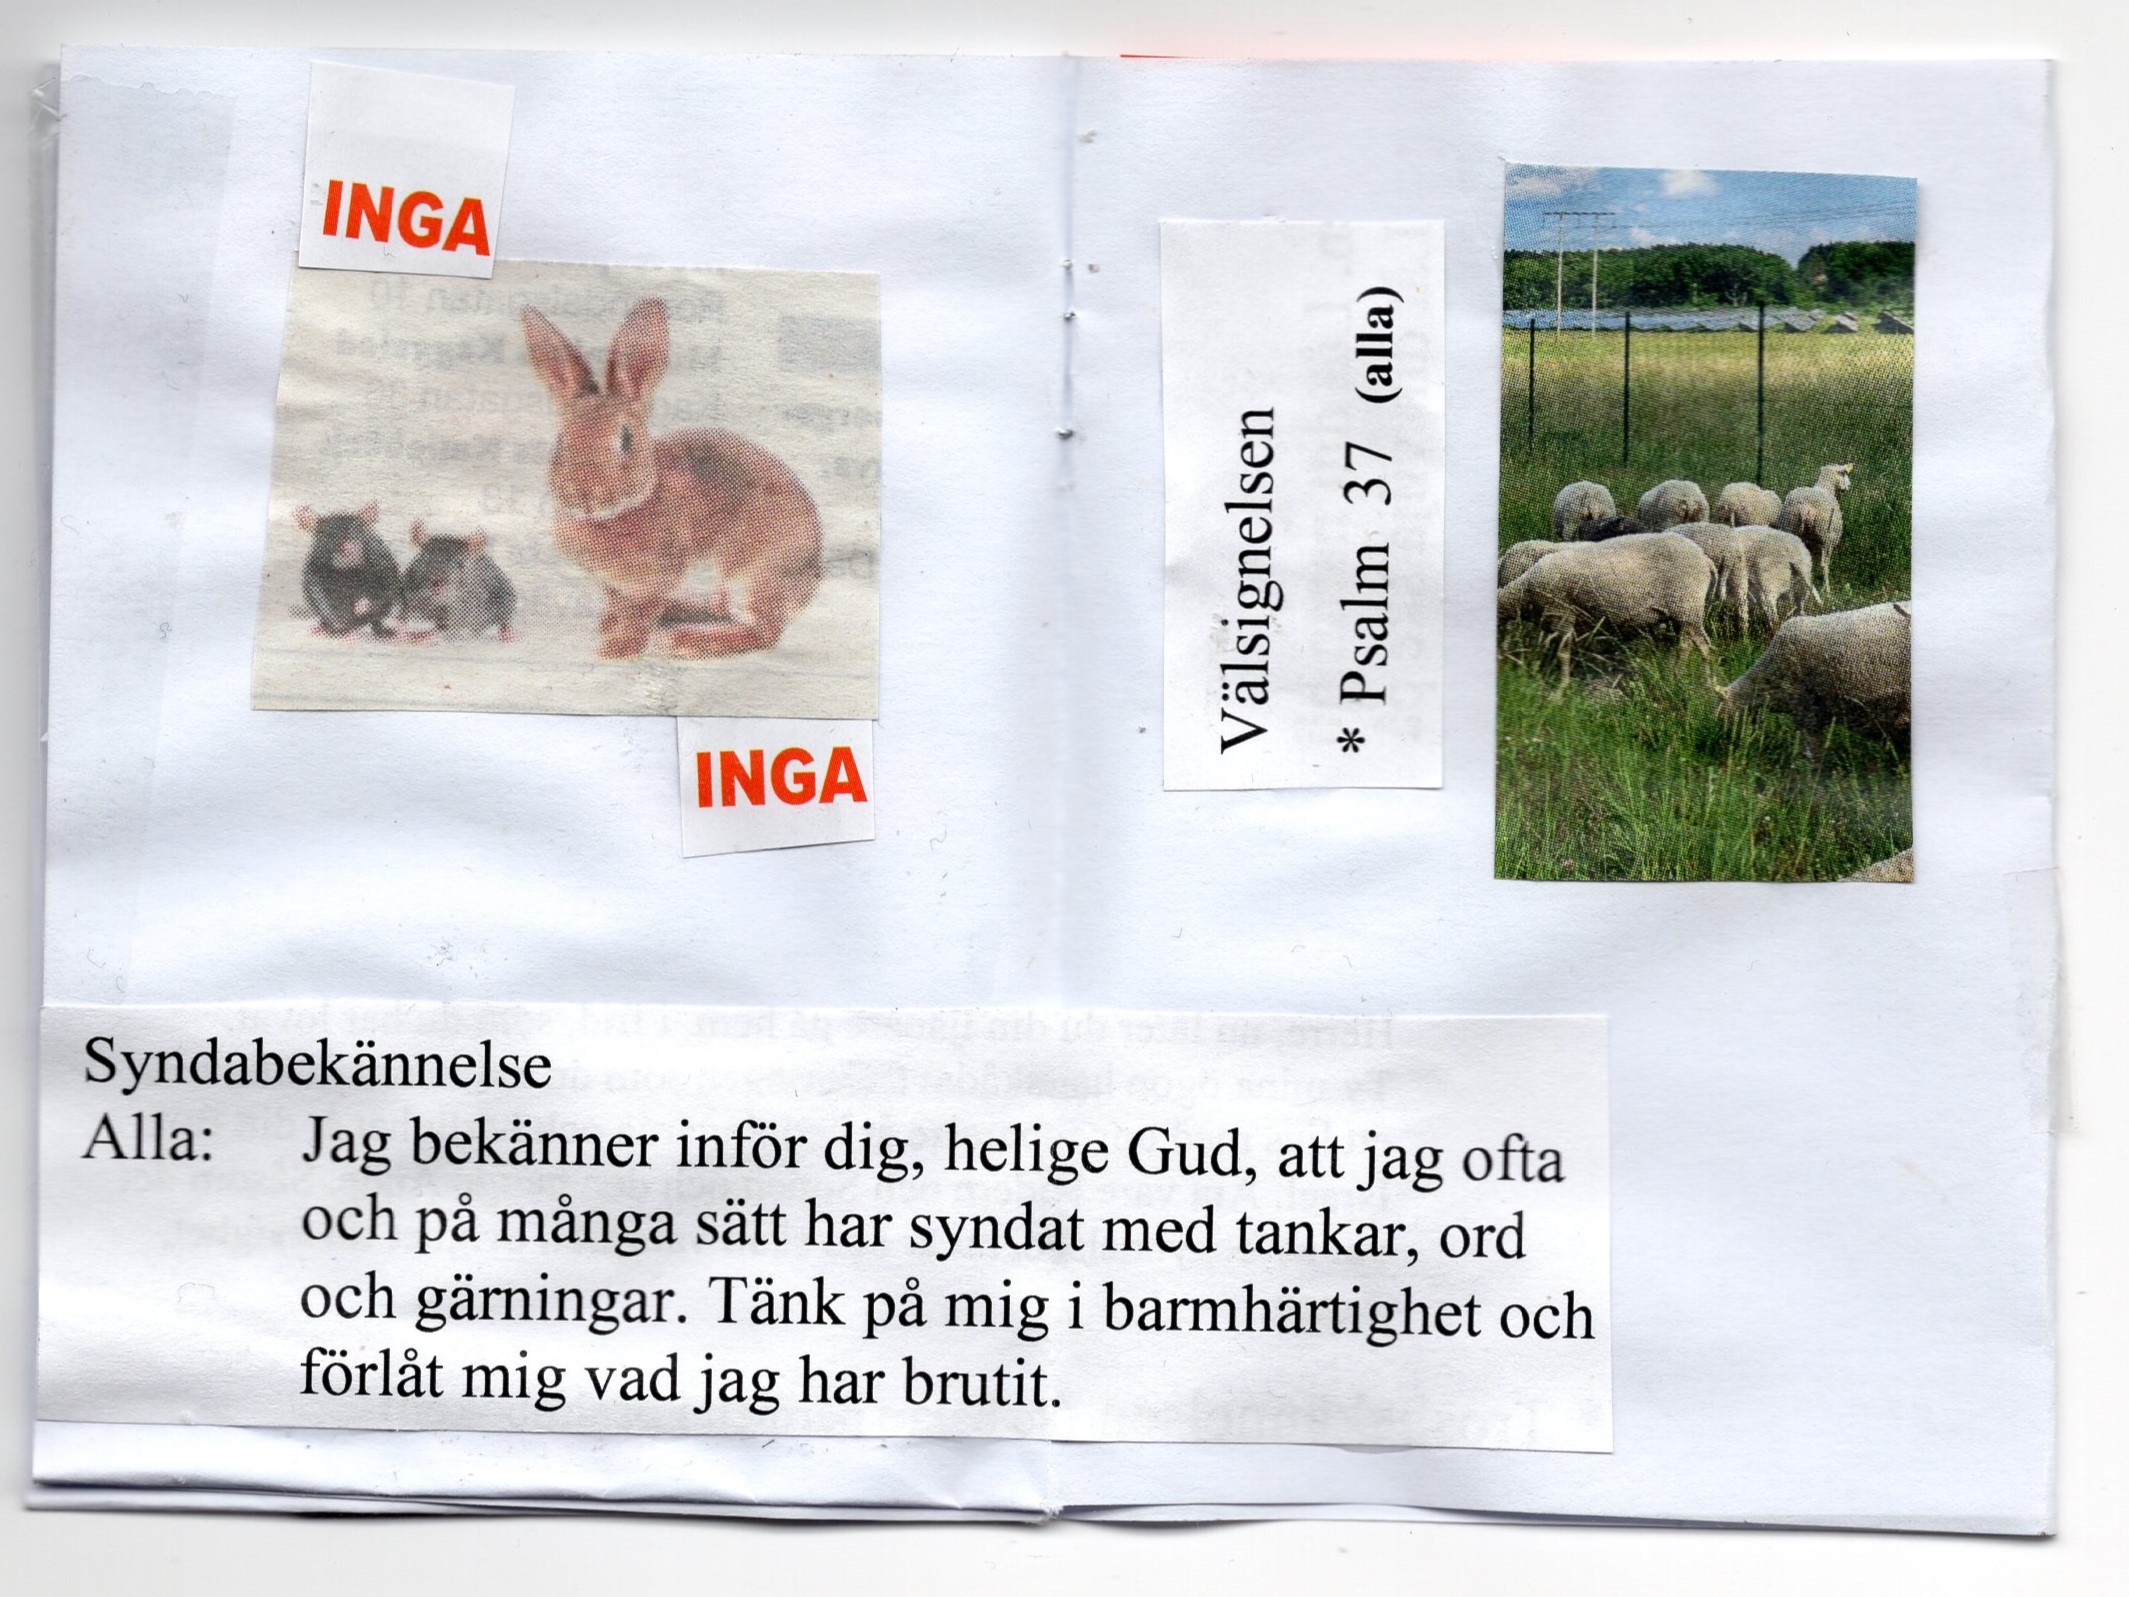 INGA
INGA
Välsignelsen
* Psalm 37 (alla)
Syndabekännelse
Alla: Jag bekänner inför dig, helige Gud, att jag ofta
och på många sätt har syndat med tankar, ord
och gärningar. Tänk på mig i barmhärtighet och
förlåt mig vad jag har brutit.